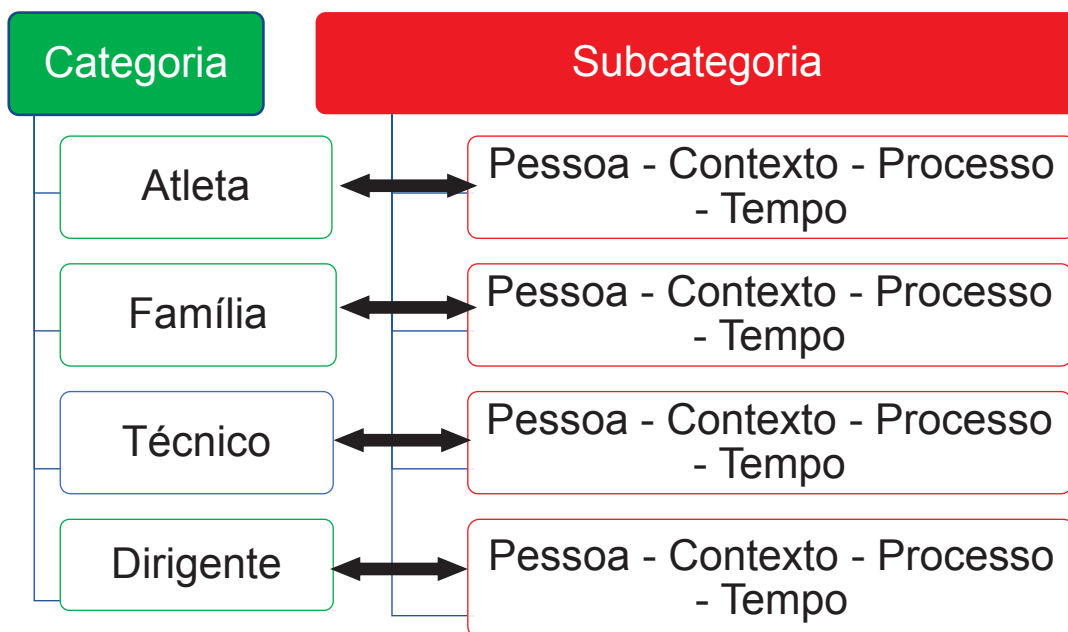 Categoria
Subcategoria
Atleta
Pessoa - Contexto - Processo
- Tempo
Família
Pessoa - Contexto - Processo
- Tempo
Técnico
Pessoa - Contexto - Processo
- Tempo
Dirigente
Pessoa - Contexto - Processo
- Tempo